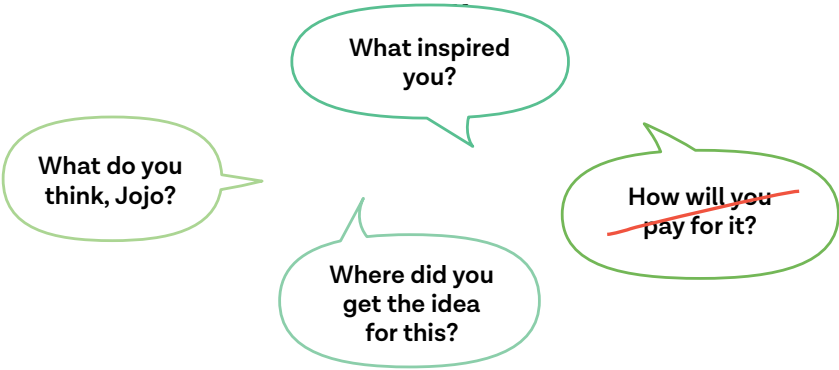 What inspired
you?
What do you
think, Jojo?
How will you
pay for it?
Where did you
get the idea
for this?